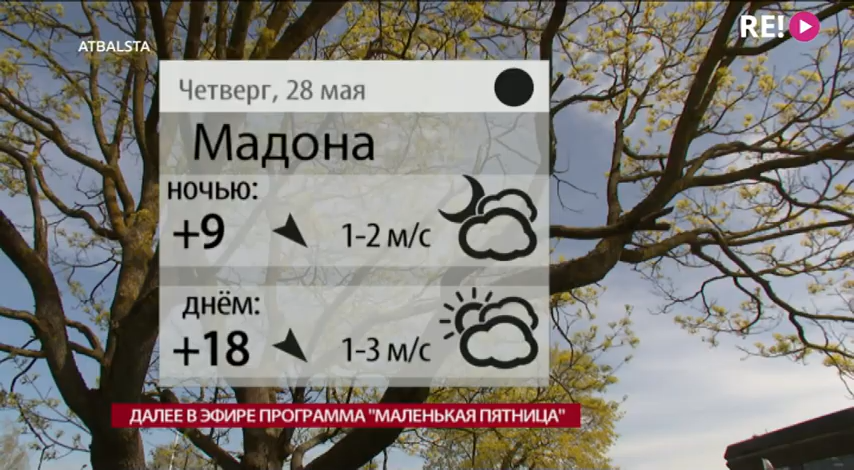 RE!
ATBALSTA
Четверг, 28 мая
Мадона
ночью:
+9 1-2 м/с
днём:
+18 1-3 м/с
ДАЛЕЕ В ЭФИРЕ ПРОГРАММА "МАЛЕНЬКАЯ ПЯТНИЦА"